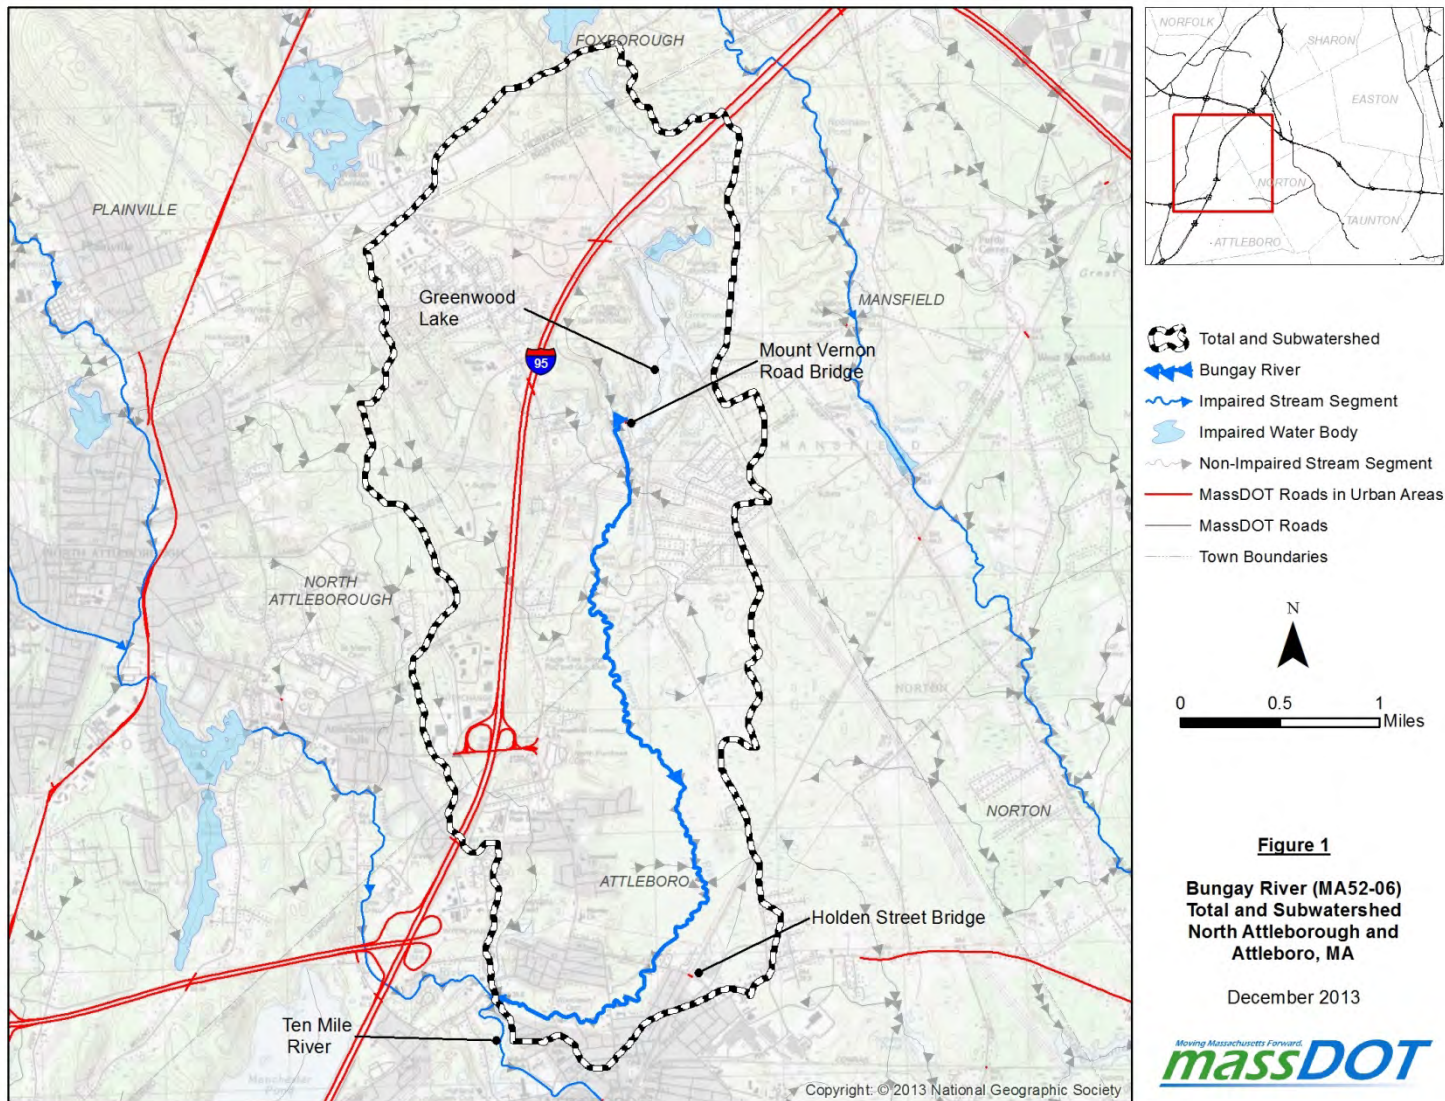 FOXBOROUGH
PLAINVILLE
MANSFIELD
Greenwood
Lake
Mount Vernon
Road Bridge
95
NORTH
ATTLEBOROUGH
NORTH ATTLEBOROUGH
MANSFIELD
NORTON
NORTON
ATTLEBORO
Holden Street Bridge
Ten Mile
River
Copyright: © 2013 National Geographic Society
NORFOLK
SHARON
EASTON
NORTON
TAUNTON
ATTLEBORO
Total and Subwatershed
Bungay River
Impaired Stream Segment
Impaired Water Body
Non-Impaired Stream Segment
MassDOT Roads in Urban Areas
MassDOT Roads
Town Boundaries
N
0 0.5 1
Miles
Figure 1
Bungay River (MA52-06)
Total and Subwatershed
North Attleborough and
Attleboro, MA
December 2013
Moving Massachusetts Forward.
massDOT